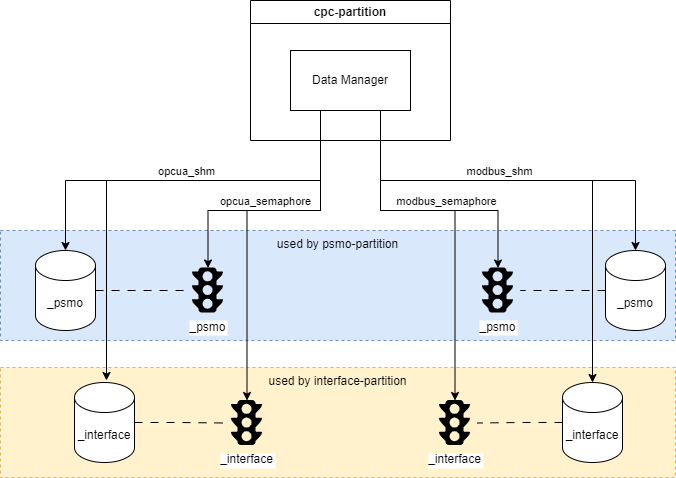 cpc-partition
Data Manager
opcua_shm
modbus_shm
opcua_semaphore
modbus_semaphore
used by psmo-partition
_psmo
_psmo
_psmo
_psmo
used by interface-partition
_interface
_interface
_interface
_interface